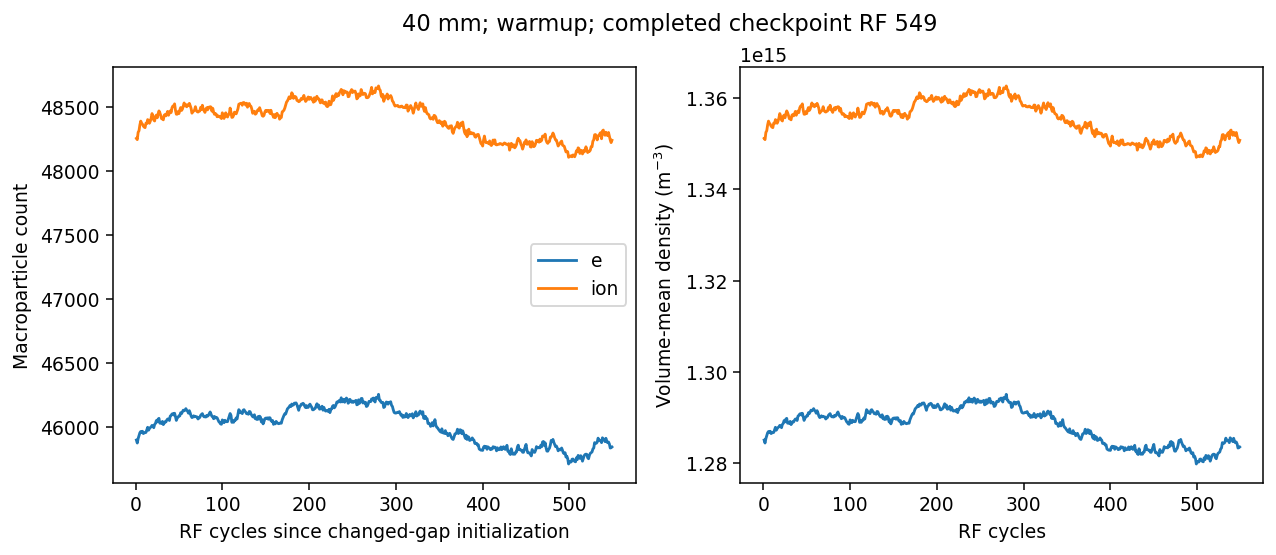 40 mm; warmup; completed checkpoint RF 549
Macroparticle count
48500
48000
47500
47000
46500
46000
0 100 200 300 400 500
RF cycles since changed-gap initialization
e
ion
1e15
Volume-mean density (m⁻³)
1.36
1.34
1.32
1.30
1.28
0 100 200 300 400 500
RF cycles